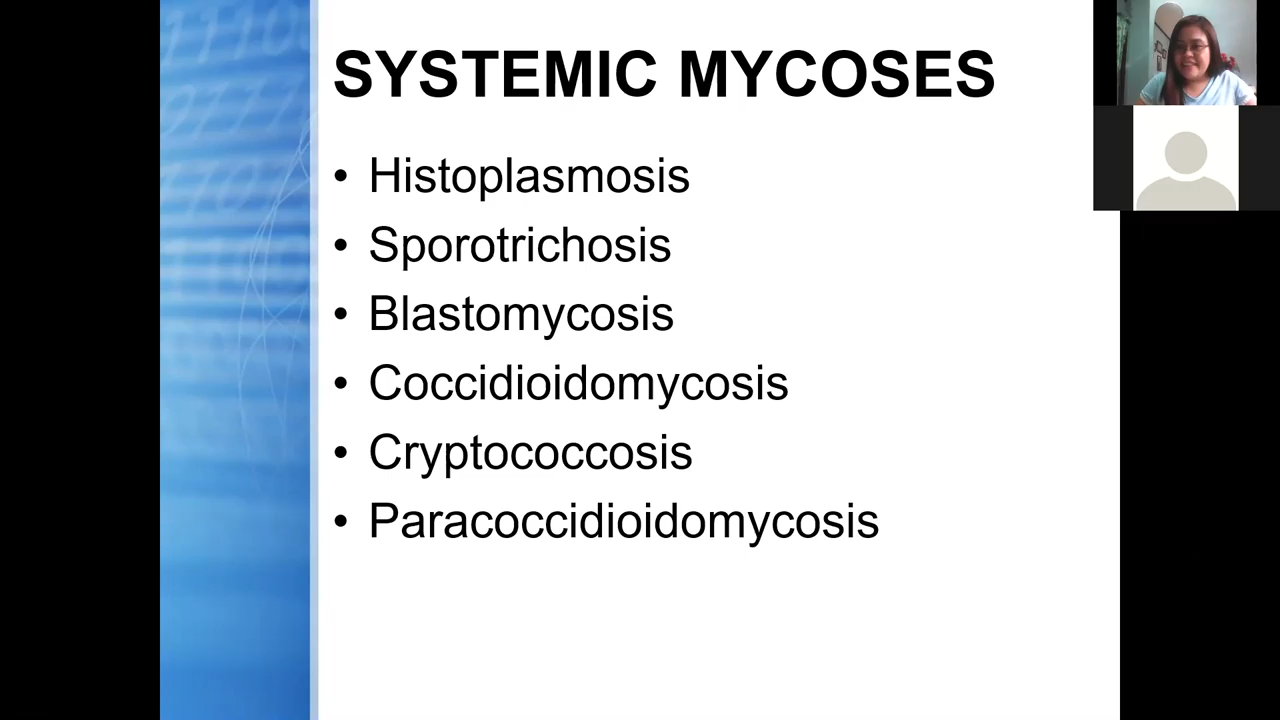 SYSTEMIC MYCOSES
• Histoplasmosis
• Sporotrichosis
• Blastomycosis
• Coccidioidomycosis
• Cryptococcosis
• Paracoccidioidomycosis